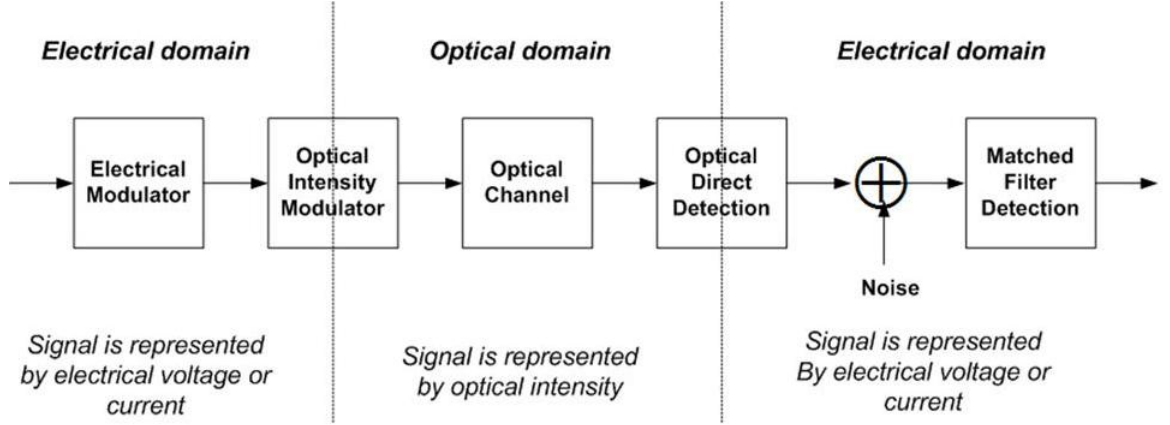 Electrical domain
Optical domain
Electrical domain
Electrical
Modulator
Optical
Intensity
Modulator
Optical
Channel
Optical
Direct
Detection
Matched
Filter
Detection
Noise
Signal is represented
by electrical voltage or
current
Signal is represented
by optical intensity
Signal is represented
By electrical voltage or
current